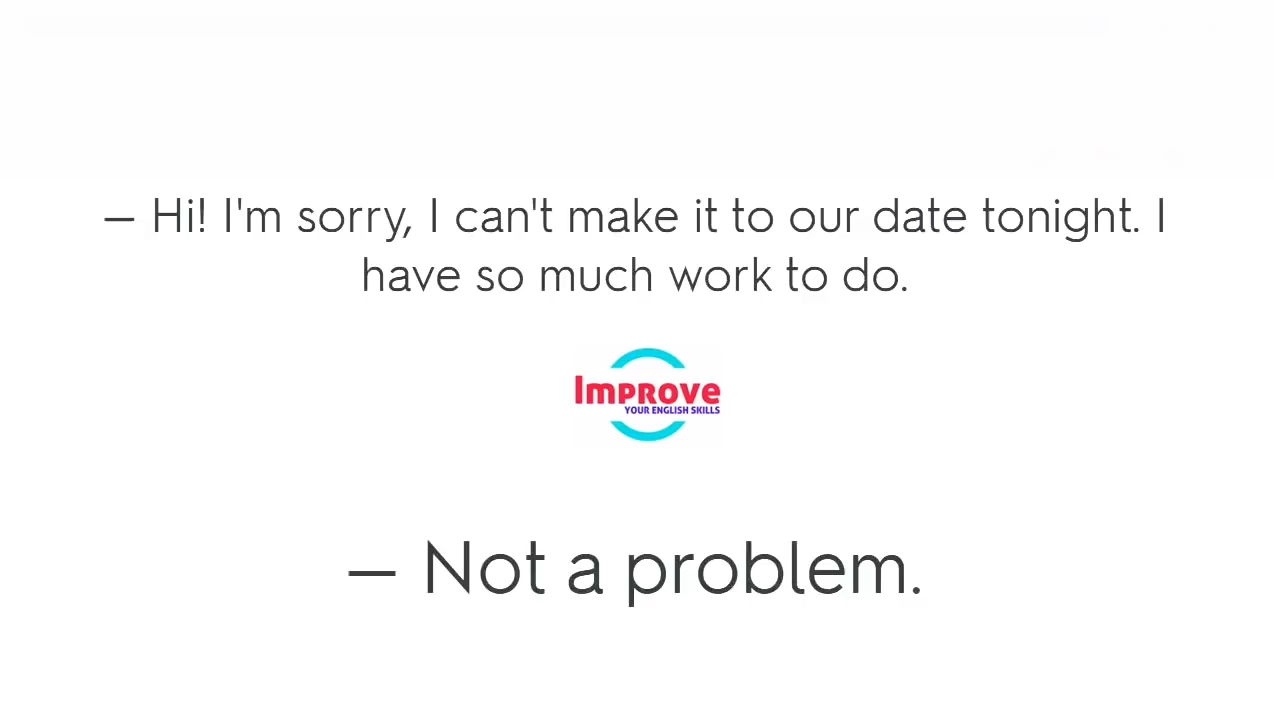 – Hi! I'm sorry, I can't make it to our date tonight. I
have so much work to do.
Improve
YOUR ENGLISH SKILLS
– Not a problem.